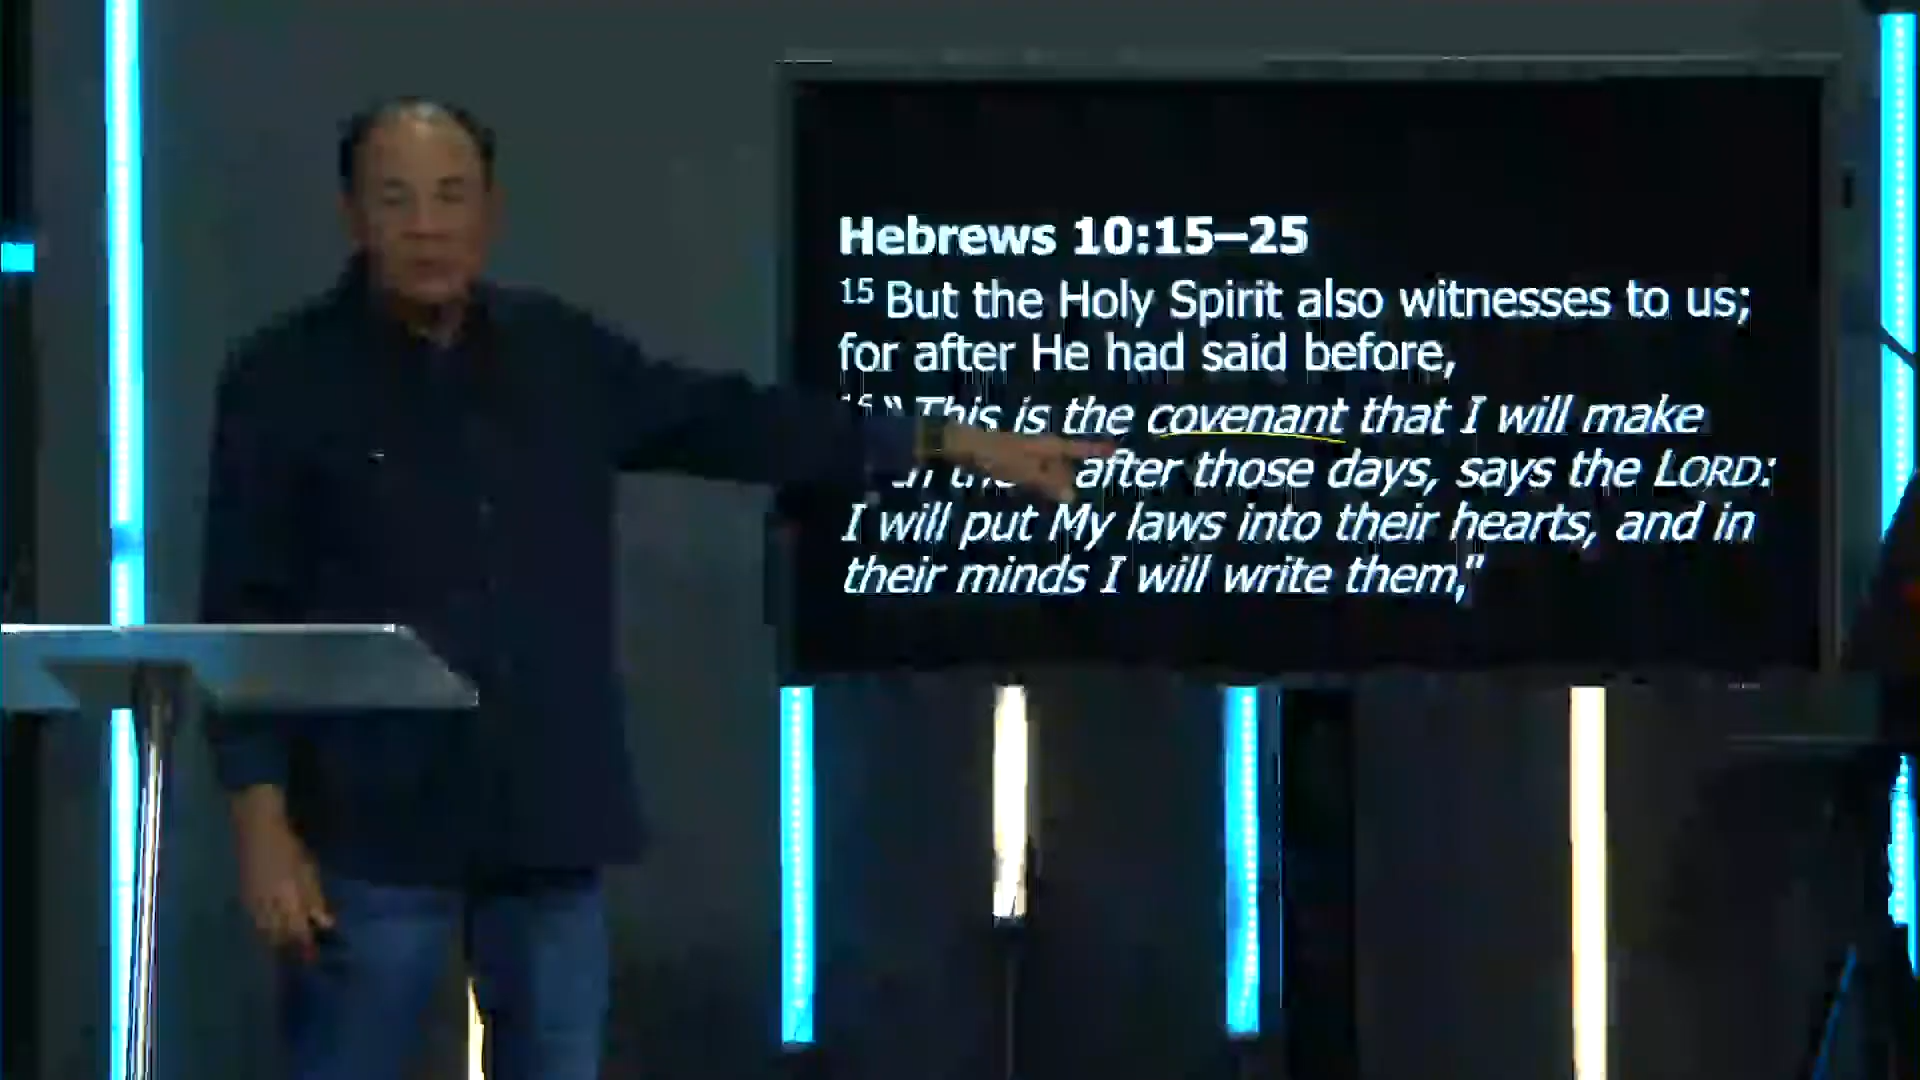 Hebrews 10:15–25
15 But the Holy Spirit also witnesses to us;
for after He had said before,
“This is the covenant that I will make
after those days, says the LORD:
I will put My laws into their hearts, and in
their minds I will write them,”